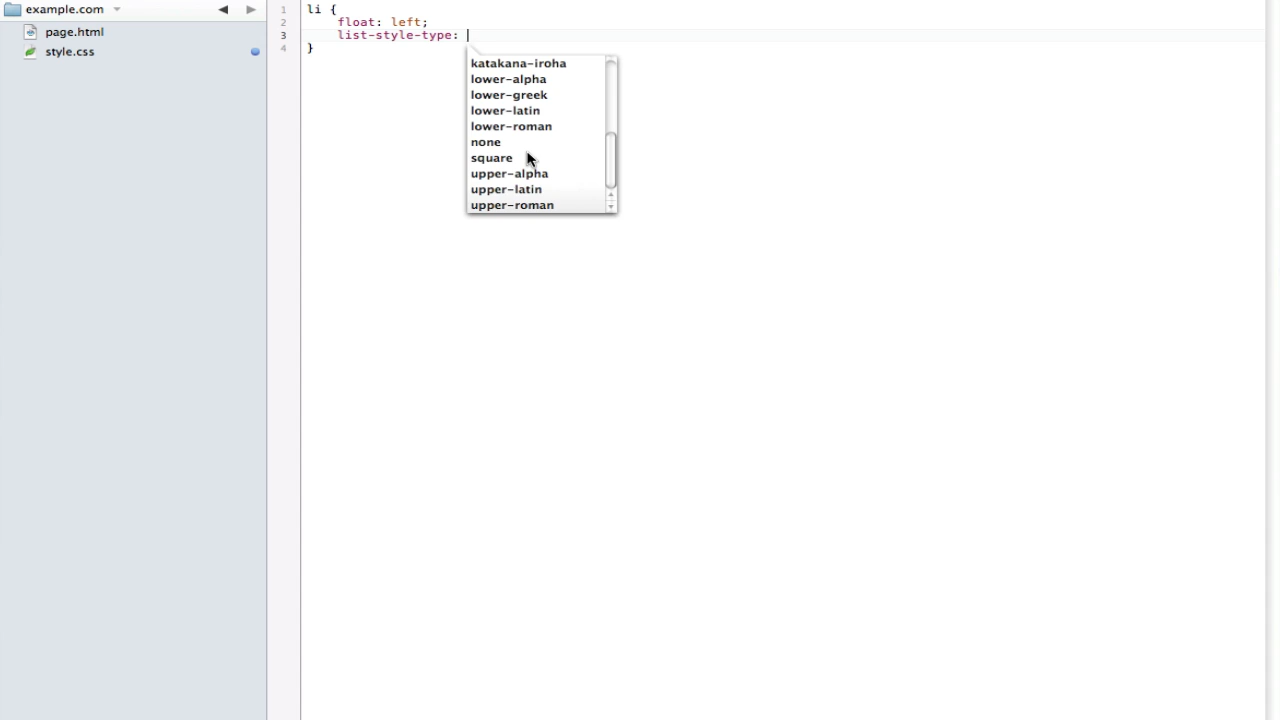 example.com
page.html
style.css
1 li {
2 float: left;
3 list-style-type:
4 }
katakana-iroha
lower-alpha
lower-greek
lower-latin
lower-roman
none
square
upper-alpha
upper-latin
upper-roman